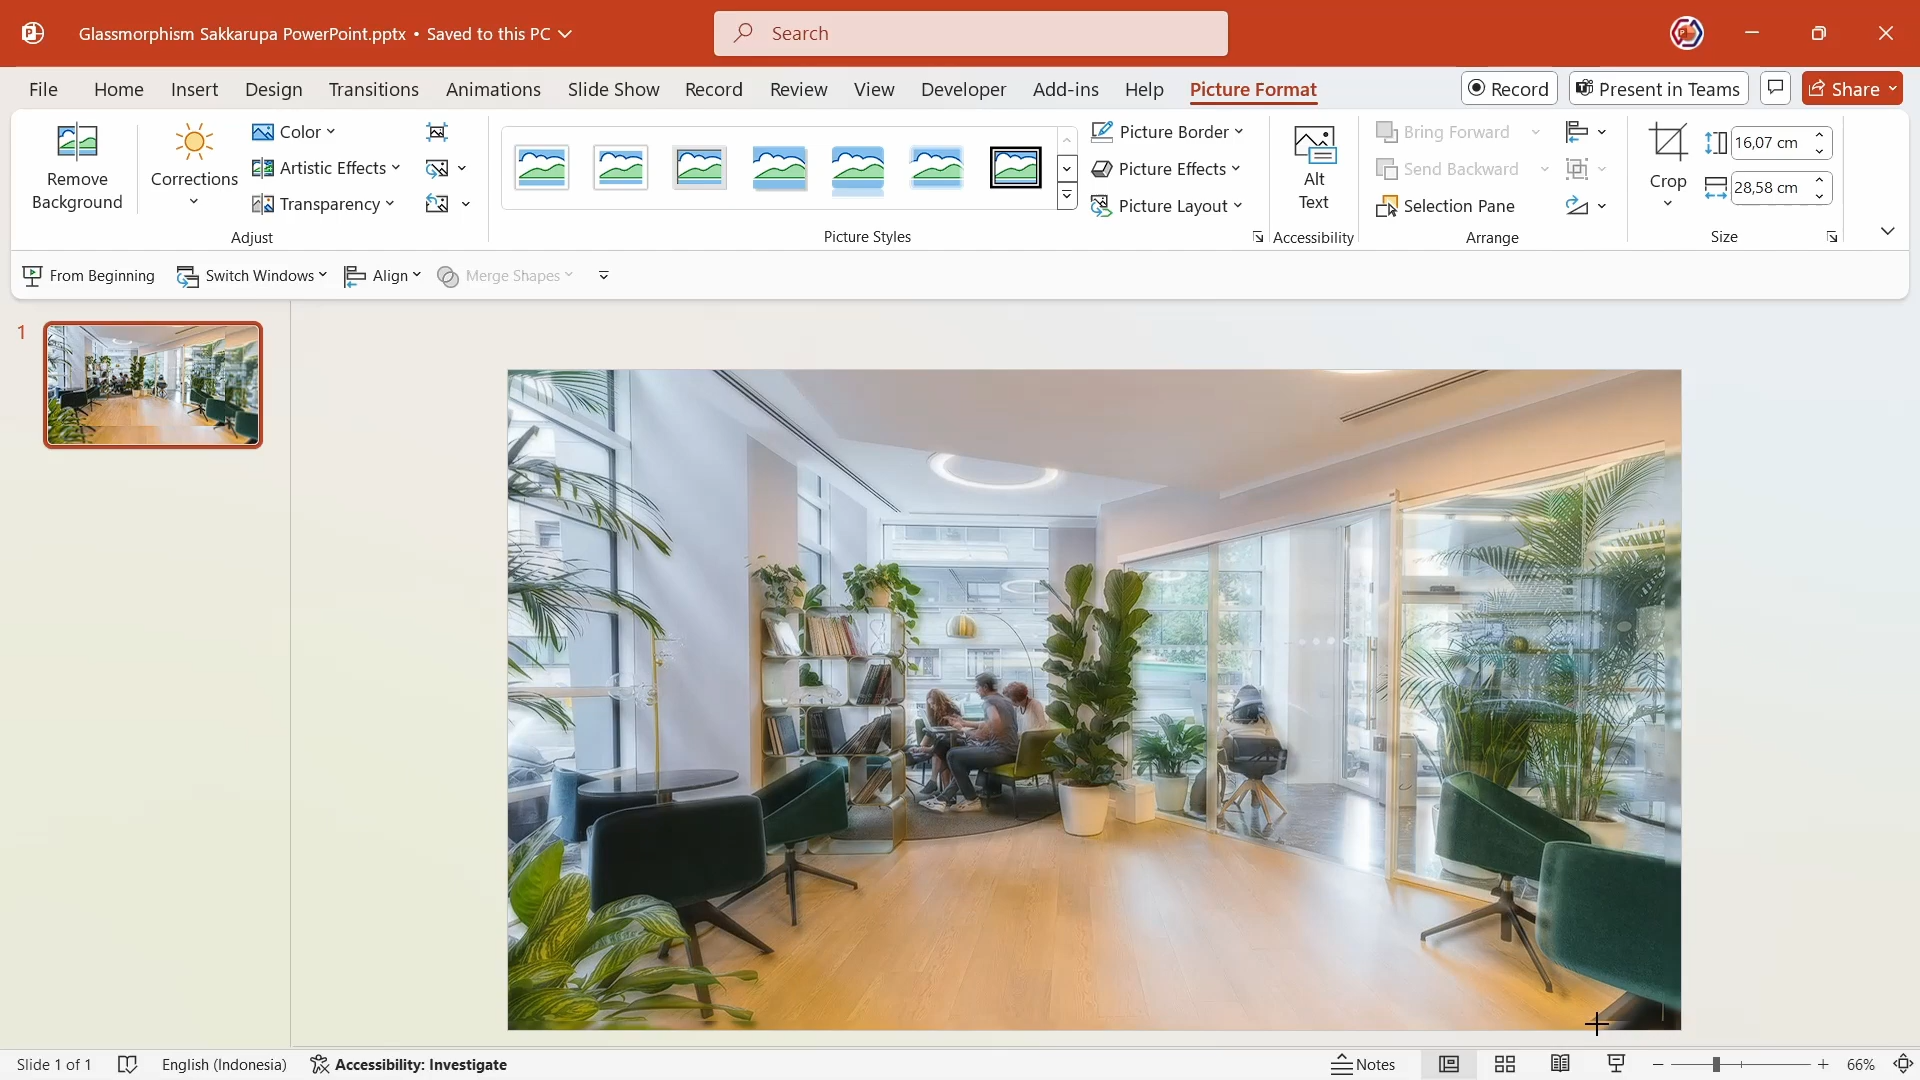 Glassmorphism Sakkarupa PowerPoint.pptx • Saved to this PC
Search
File Home Insert Design Transitions Animations Slide Show Record Review View Developer Add-ins Help Picture Format
Record Present in Teams Share
Remove Background
Corrections
Color
Artistic Effects
Transparency
Adjust
Picture Styles
Picture Border
Picture Effects
Picture Layout
Alt Text
Accessibility
Bring Forward
Send Backward
Selection Pane
Arrange
Crop
16,07 cm
28,58 cm
Size
From Beginning Switch Windows Align Merge Shapes
1
Slide 1 of 1 English (Indonesia) Accessibility: Investigate Notes 66%